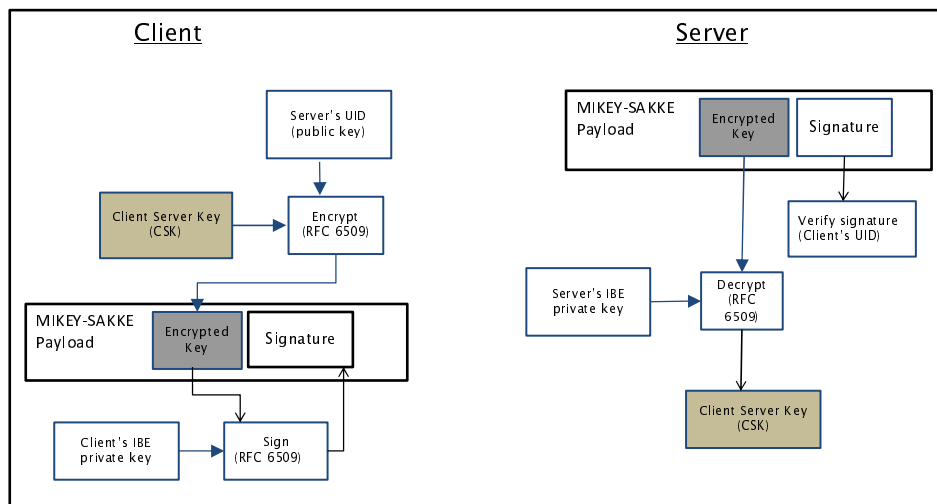 Client
Server's UID
(public key)
Client Server Key
(CSK)
Encrypt
(RFC 6509)
MIKEY-SAKKE
Payload
Encrypted
Key
Signature
Client's IBE
private key
Sign
(RFC 6509)
Server
MIKEY-SAKKE
Payload
Encrypted
Key
Signature
Verify signature
(Client's UID)
Server's IBE
private key
Decrypt
(RFC
6509)
Client Server Key
(CSK)